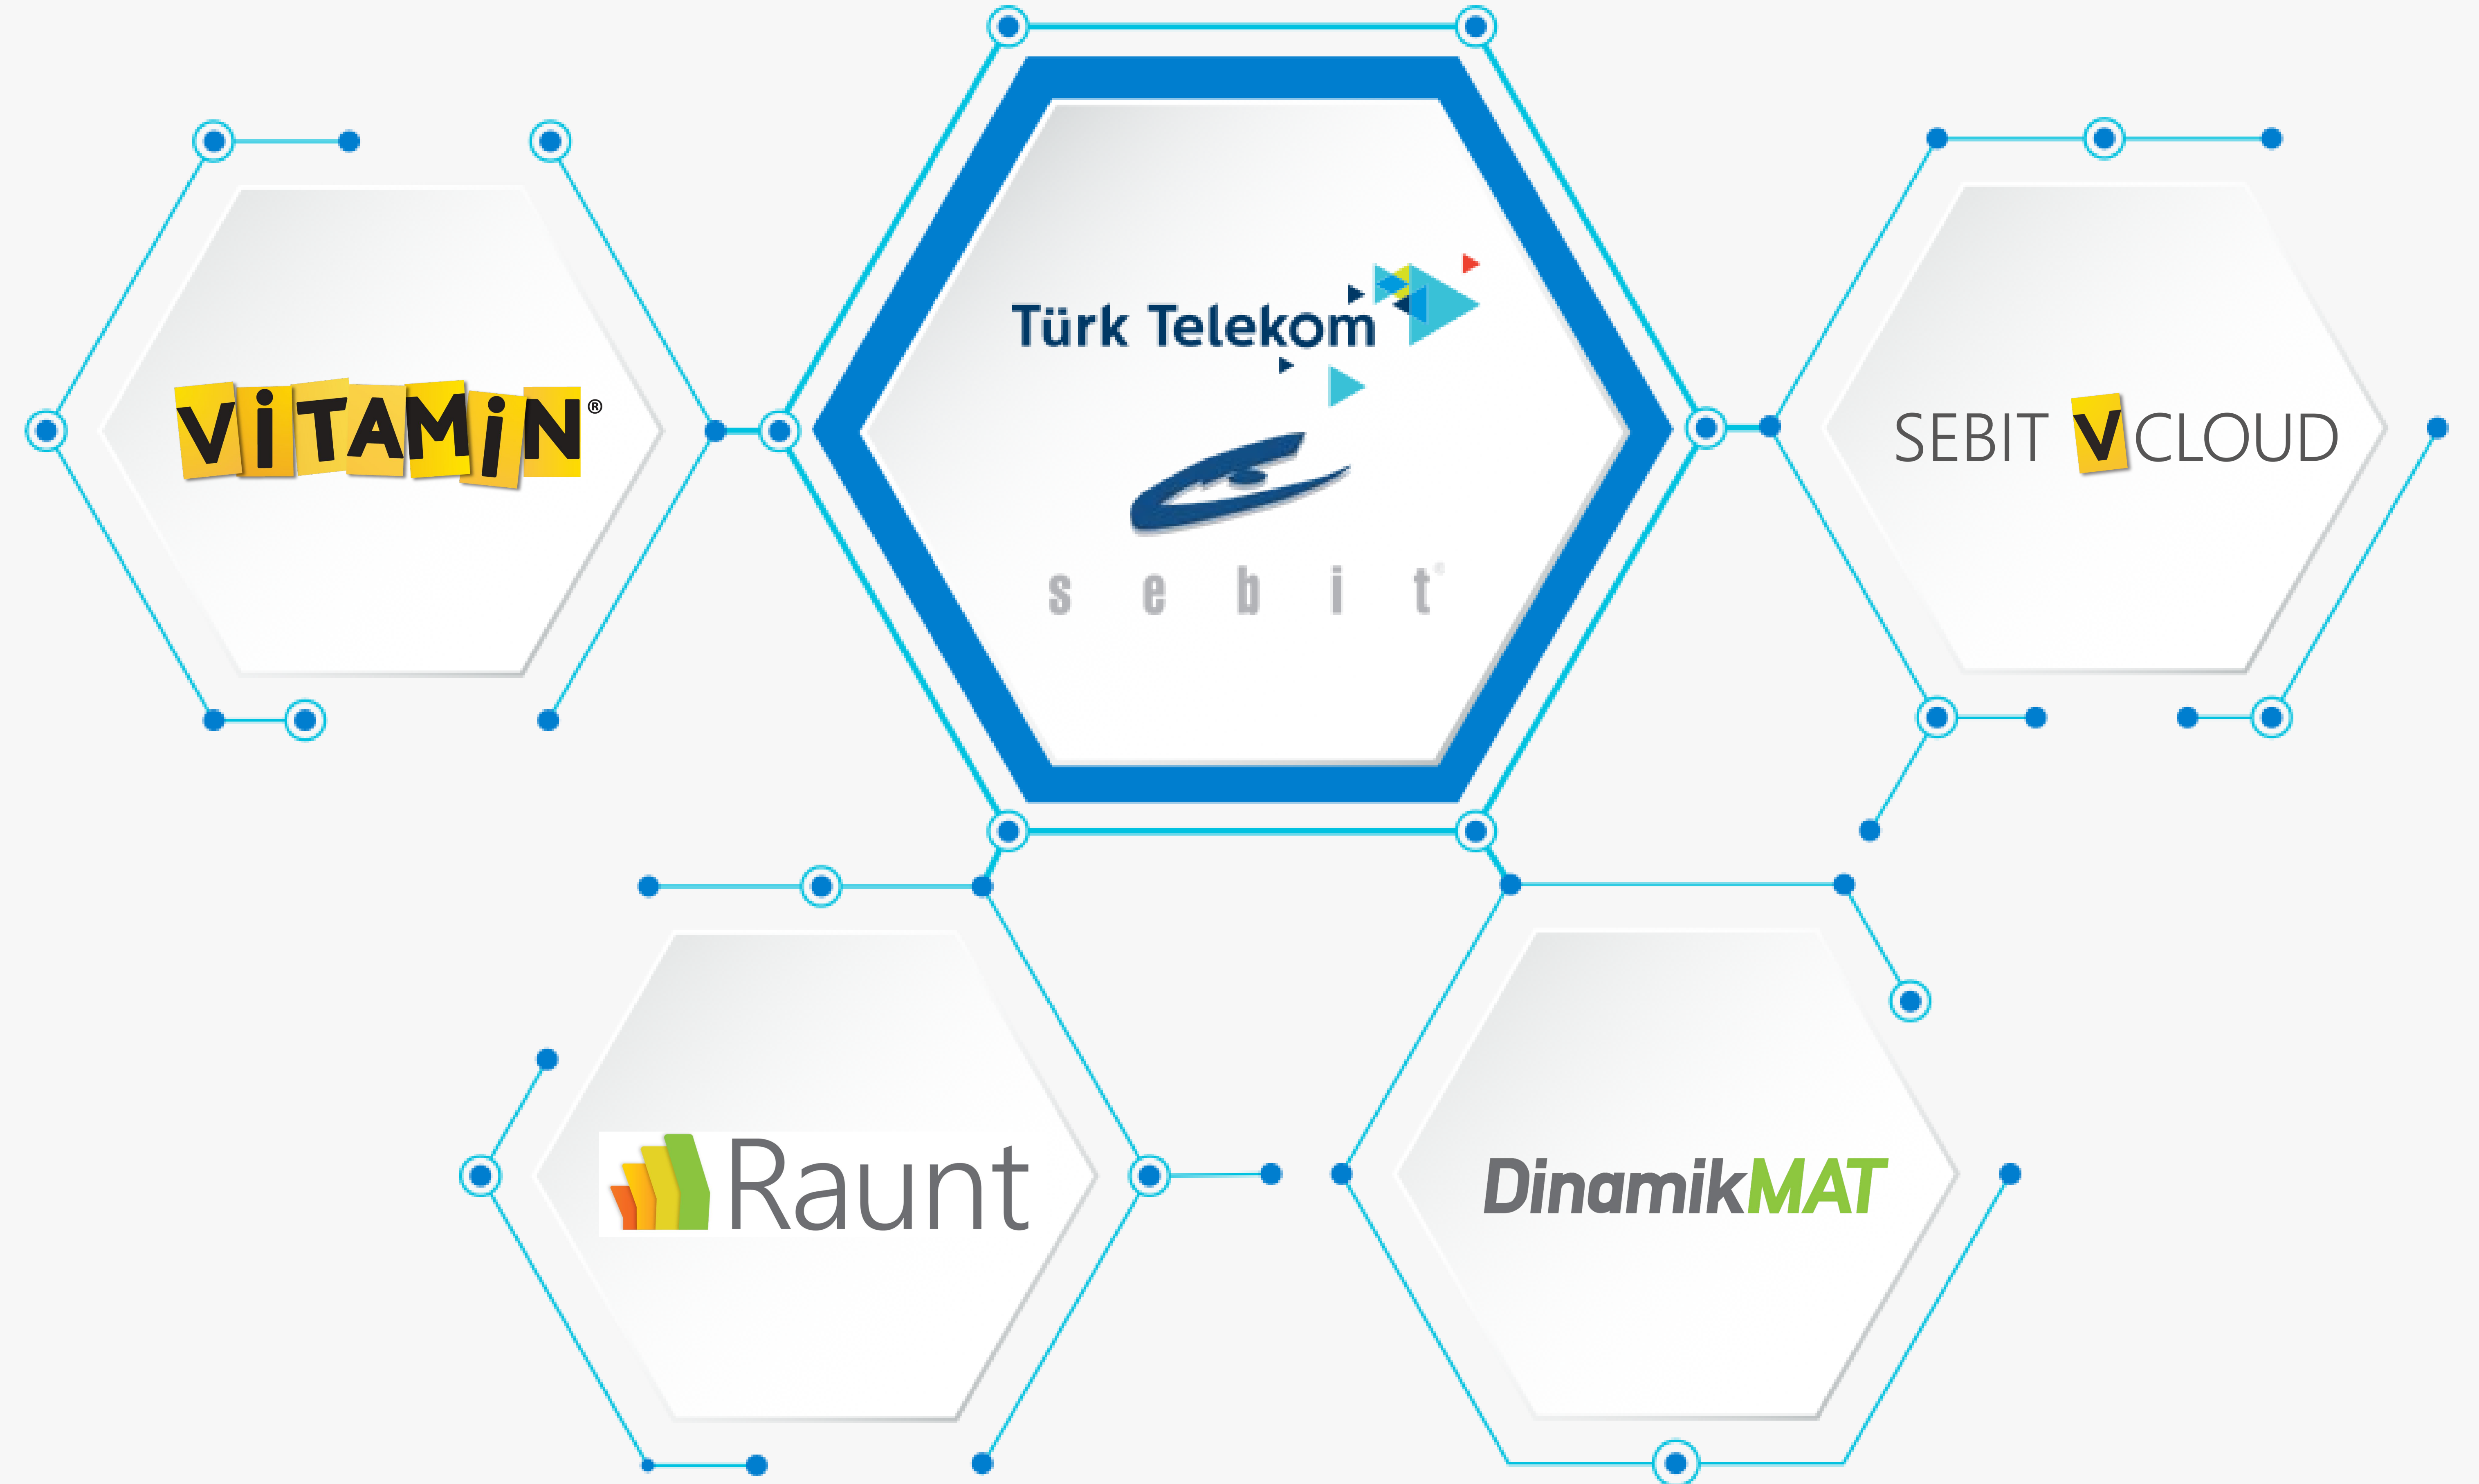 Türk Telekom
sebit®
ViTAMiN®
SEBIT VCLOUD
Raunt
DinamikMAT